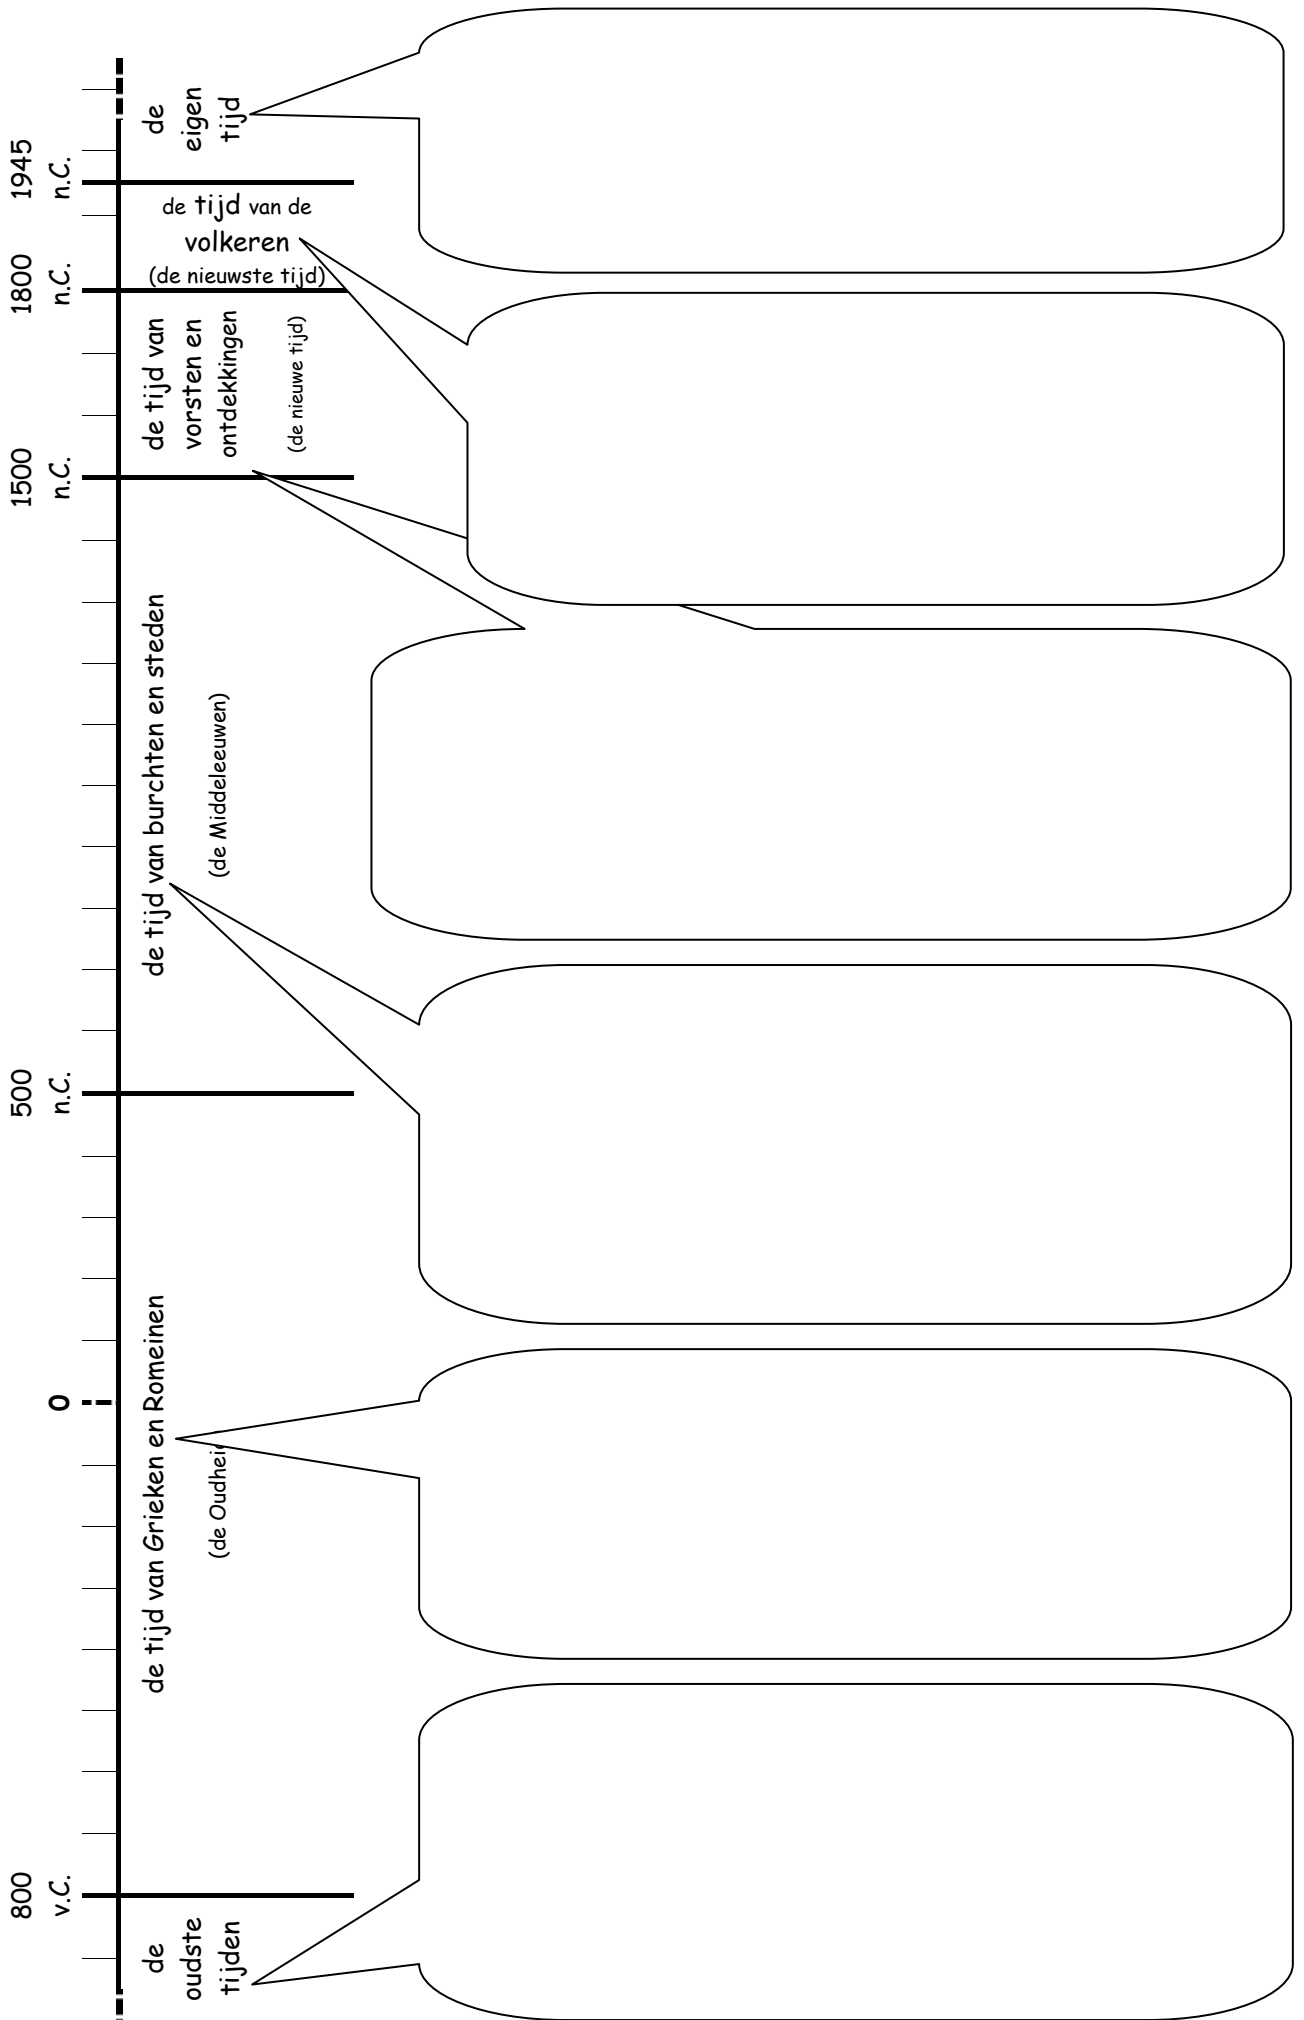 1945
n.C.
de
eigen
tijd
de tijd van de
volkeren
(de nieuwste tijd)
1800
n.C.
de tijd van
vorsten en
ontdekkingen
(de nieuwe tijd)
1500
n.C.
de tijd van burchten en steden
(de Middeleeuwen)
500
n.C.
0
de tijd van Grieken en Romeinen
(de Oudheid
800
v.C.
de
oudste
tijden